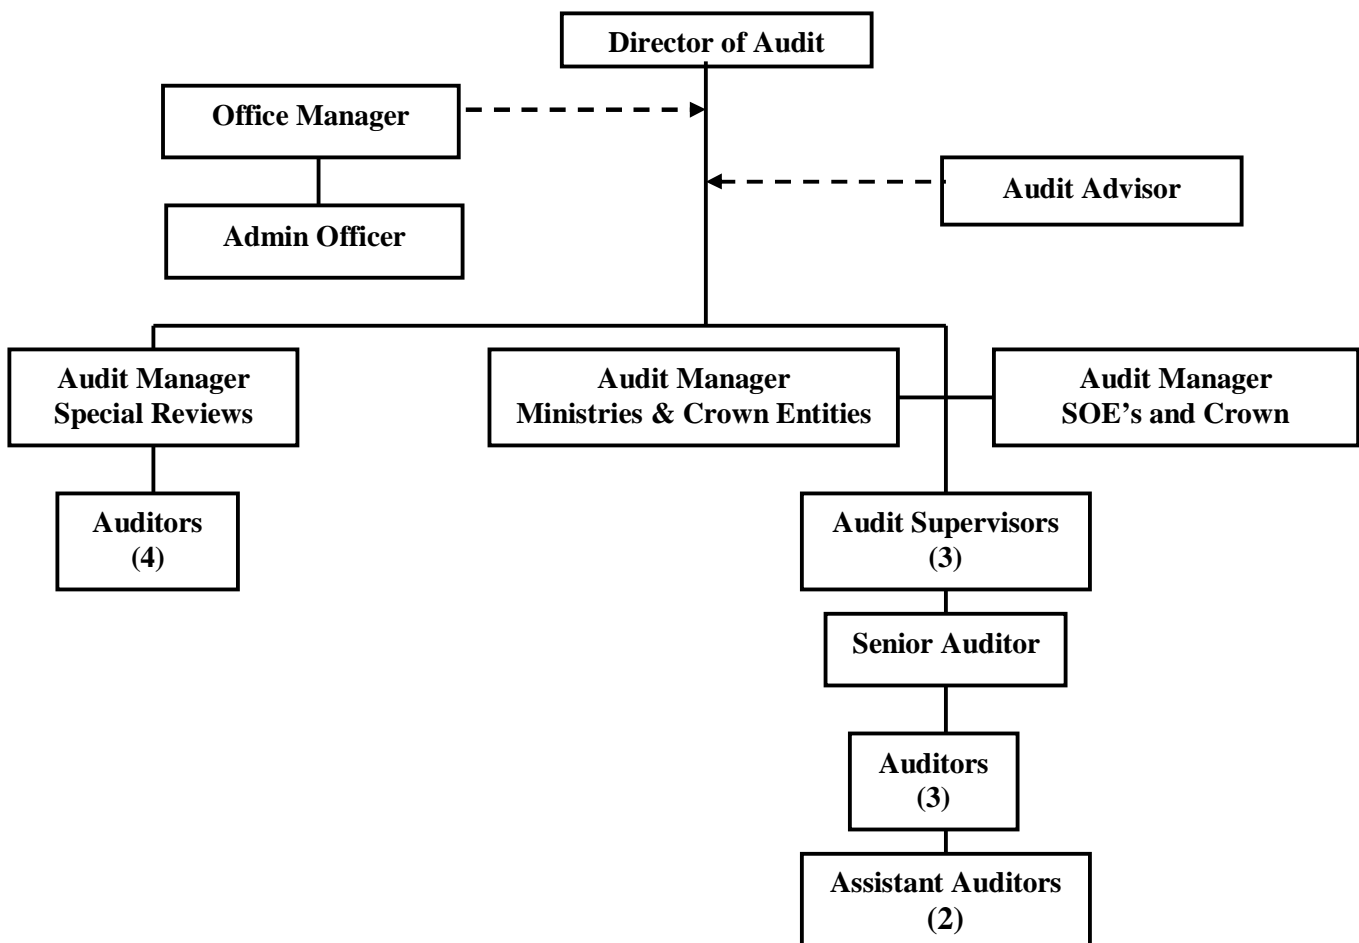 Director of Audit
Office Manager
Audit Advisor
Admin Officer
Audit Manager
Special Reviews
Audit Manager
Ministries & Crown Entities
Audit Manager
SOE’s and Crown
Auditors
(4)
Audit Supervisors
(3)
Senior Auditor
Auditors
(3)
Assistant Auditors
(2)